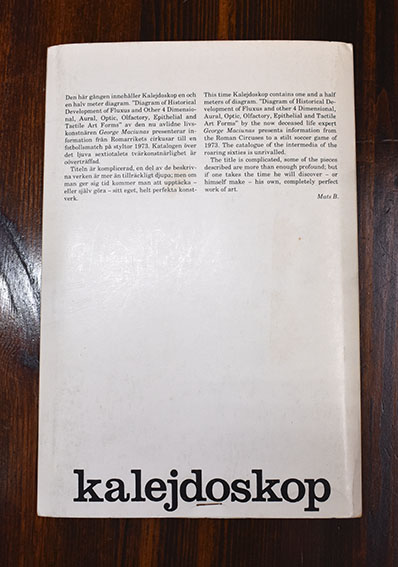 Den här gången innehåller Kalejdoskop en och
en halv meter diagram. "Diagram of Historical
Development of Fluxus and Other 4 Dimensio-
nal, Aural, Optic, Olfactory, Epithelial and
Tactile Art Forms" av den nu avlidne livs-
konstnären George Maciunas presenterar in-
formation från Romarrikets cirkusar till en
fotbollsmatch på styltor 1973. Katalogen över
det ljuva sextiotalets tvärkonstnärlighet är
oöverträffad.
Titeln är komplicerad, en del av de beskriv-
na verken är mer än tillräckligt djupa; men om
man ger sig tid kommer man att upptäcka –
eller själv göra – sitt eget, helt perfekta konst-
verk.
This time Kalejdoskop contains one and a half
meters of diagram. "Diagram of Historical De-
velopment of Fluxus and other 4 Dimensional,
Aural, Optic, Olfactory, Epithelial and Tactile
Art Forms" by the now deceased life expert
George Maciunas presents information from
the Roman Circuses to a stilt soccer game of
1973. The catalogue of the intermedia of the
roaring sixties is unrivalled.
The title is complicated, some of the pieces
described are more than enough profound; but
if one takes the time he will discover – or
himself make – his own, completely perfect
work of art.
Mats B.
kalejdoskop